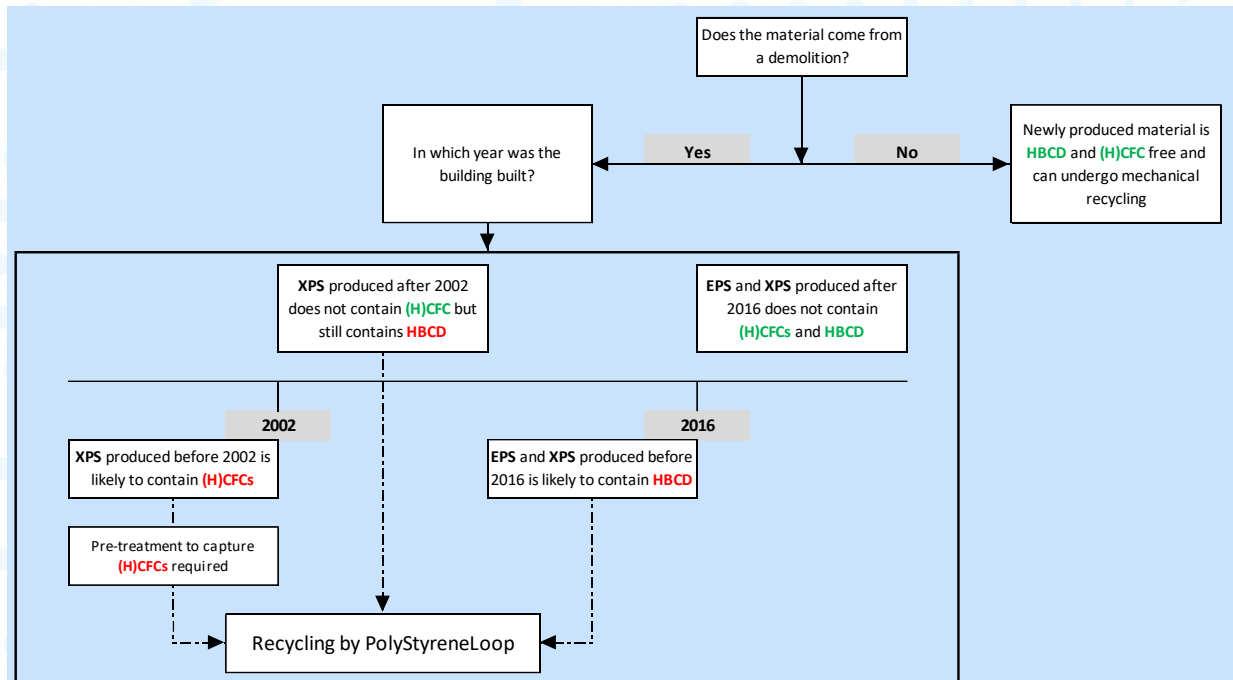 Does the material come from
a demolition?
In which year was the
building built?
Yes
No
Newly produced material is
HBCD and (H)CFC free and
can undergo mechanical
recycling
XPS produced after 2002
does not contain (H)CFC but
still contains HBCD
EPS and XPS produced after
2016 does not contain
(H)CFCs and HBCD
2002
2016
XPS produced before 2002 is
likely to contain (H)CFCs
EPS and XPS produced before
2016 is likely to contain HBCD
Pre-treatment to capture
(H)CFCs required
Recycling by PolyStyreneLoop